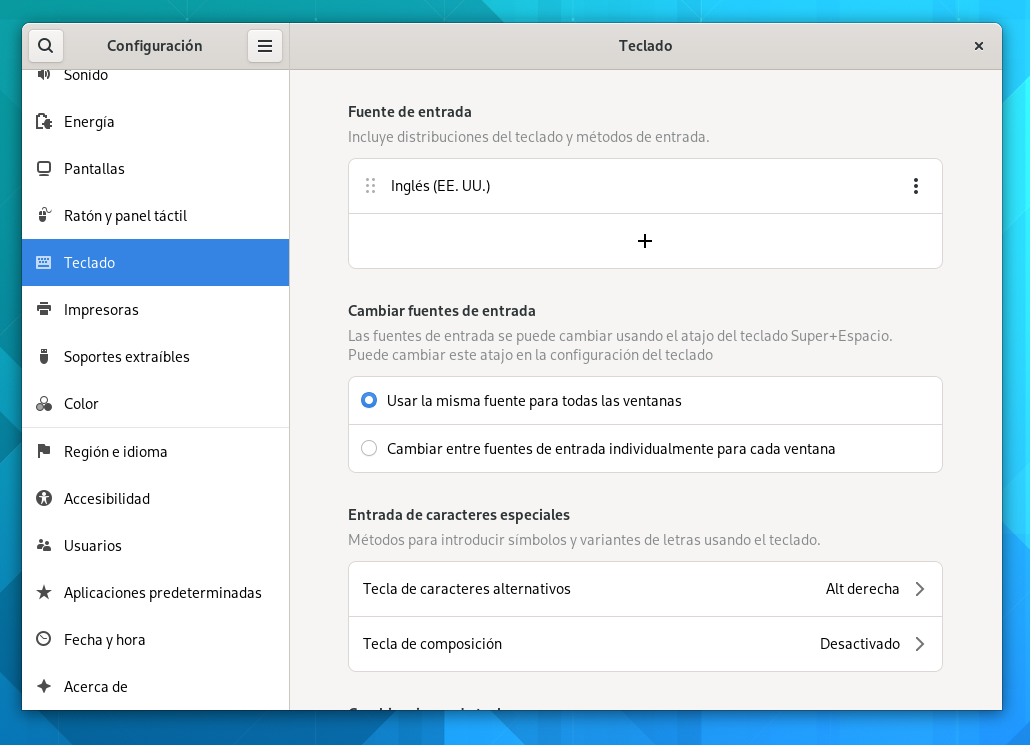 Configuración
Teclado
Sonido
Energía
Pantallas
Ratón y panel táctil
Teclado
Impresoras
Soportes extraíbles
Color
Región e idioma
Accesibilidad
Usuarios
Aplicaciones predeterminadas
Fecha y hora
Acerca de
Fuente de entrada
Incluye distribuciones del teclado y métodos de entrada.
Inglés (EE. UU.)
Cambiar fuentes de entrada
Las fuentes de entrada se puede cambiar usando el atajo del teclado Super+Espacio.
Puede cambiar este atajo en la configuración del teclado
Usar la misma fuente para todas las ventanas
Cambiar entre fuentes de entrada individualmente para cada ventana
Entrada de caracteres especiales
Métodos para introducir símbolos y variantes de letras usando el teclado.
Tecla de caracteres alternativos Alt derecha
Tecla de composición Desactivado